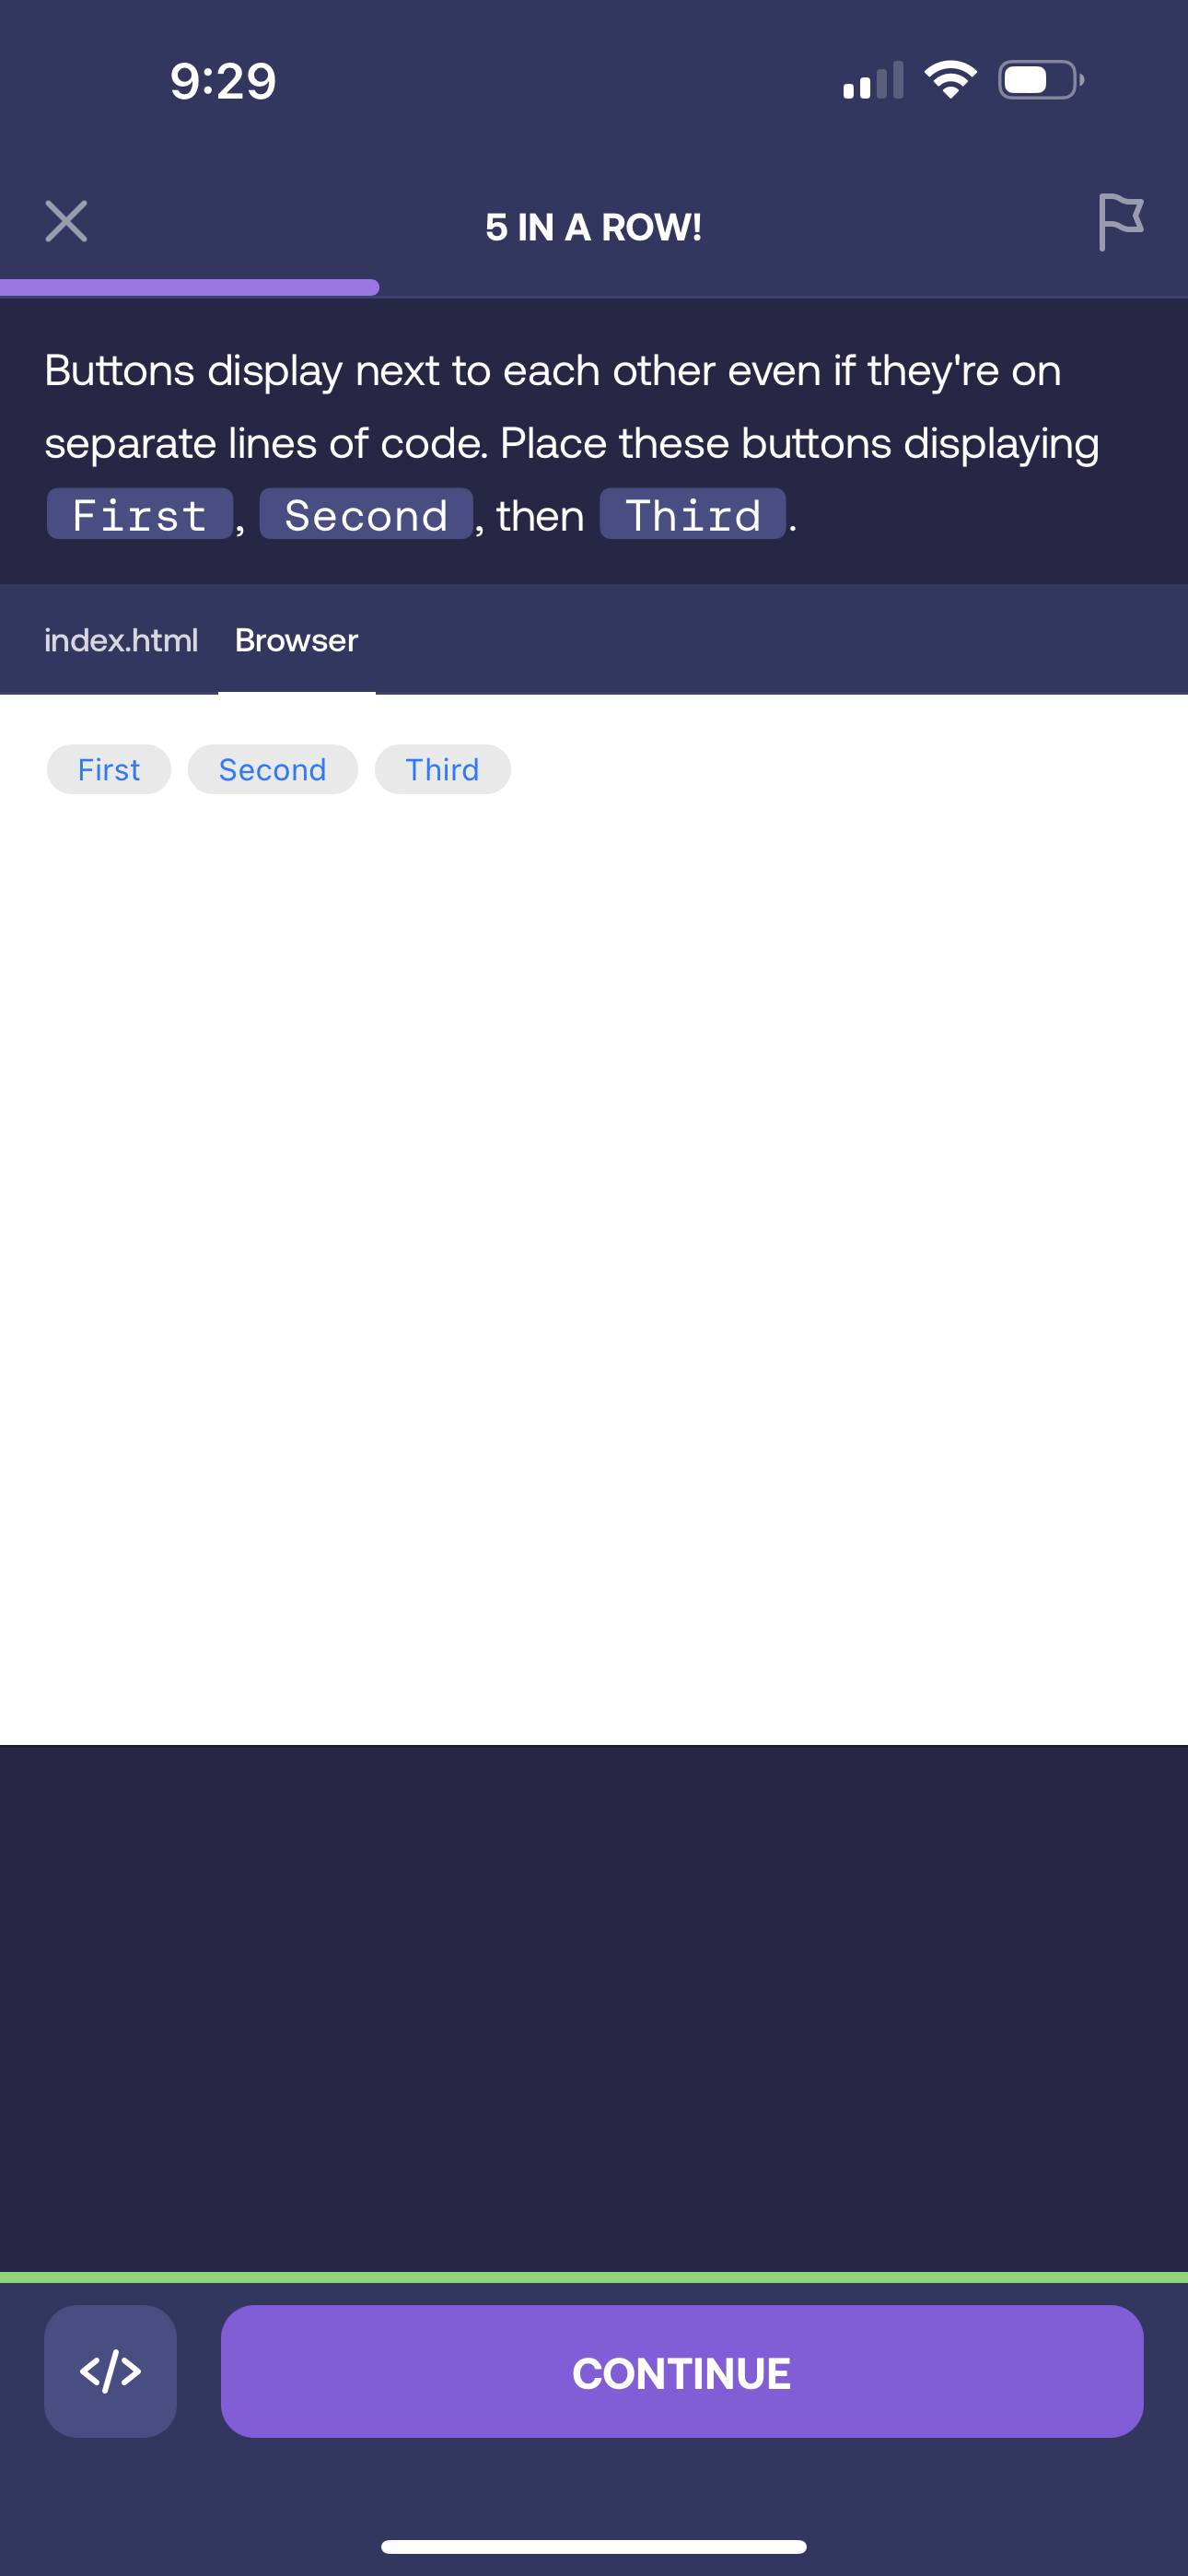 9:29
5 IN A ROW!
Buttons display next to each other even if they're on
separate lines of code. Place these buttons displaying
First, Second, then Third.
index.html Browser
First Second Third
</> CONTINUE